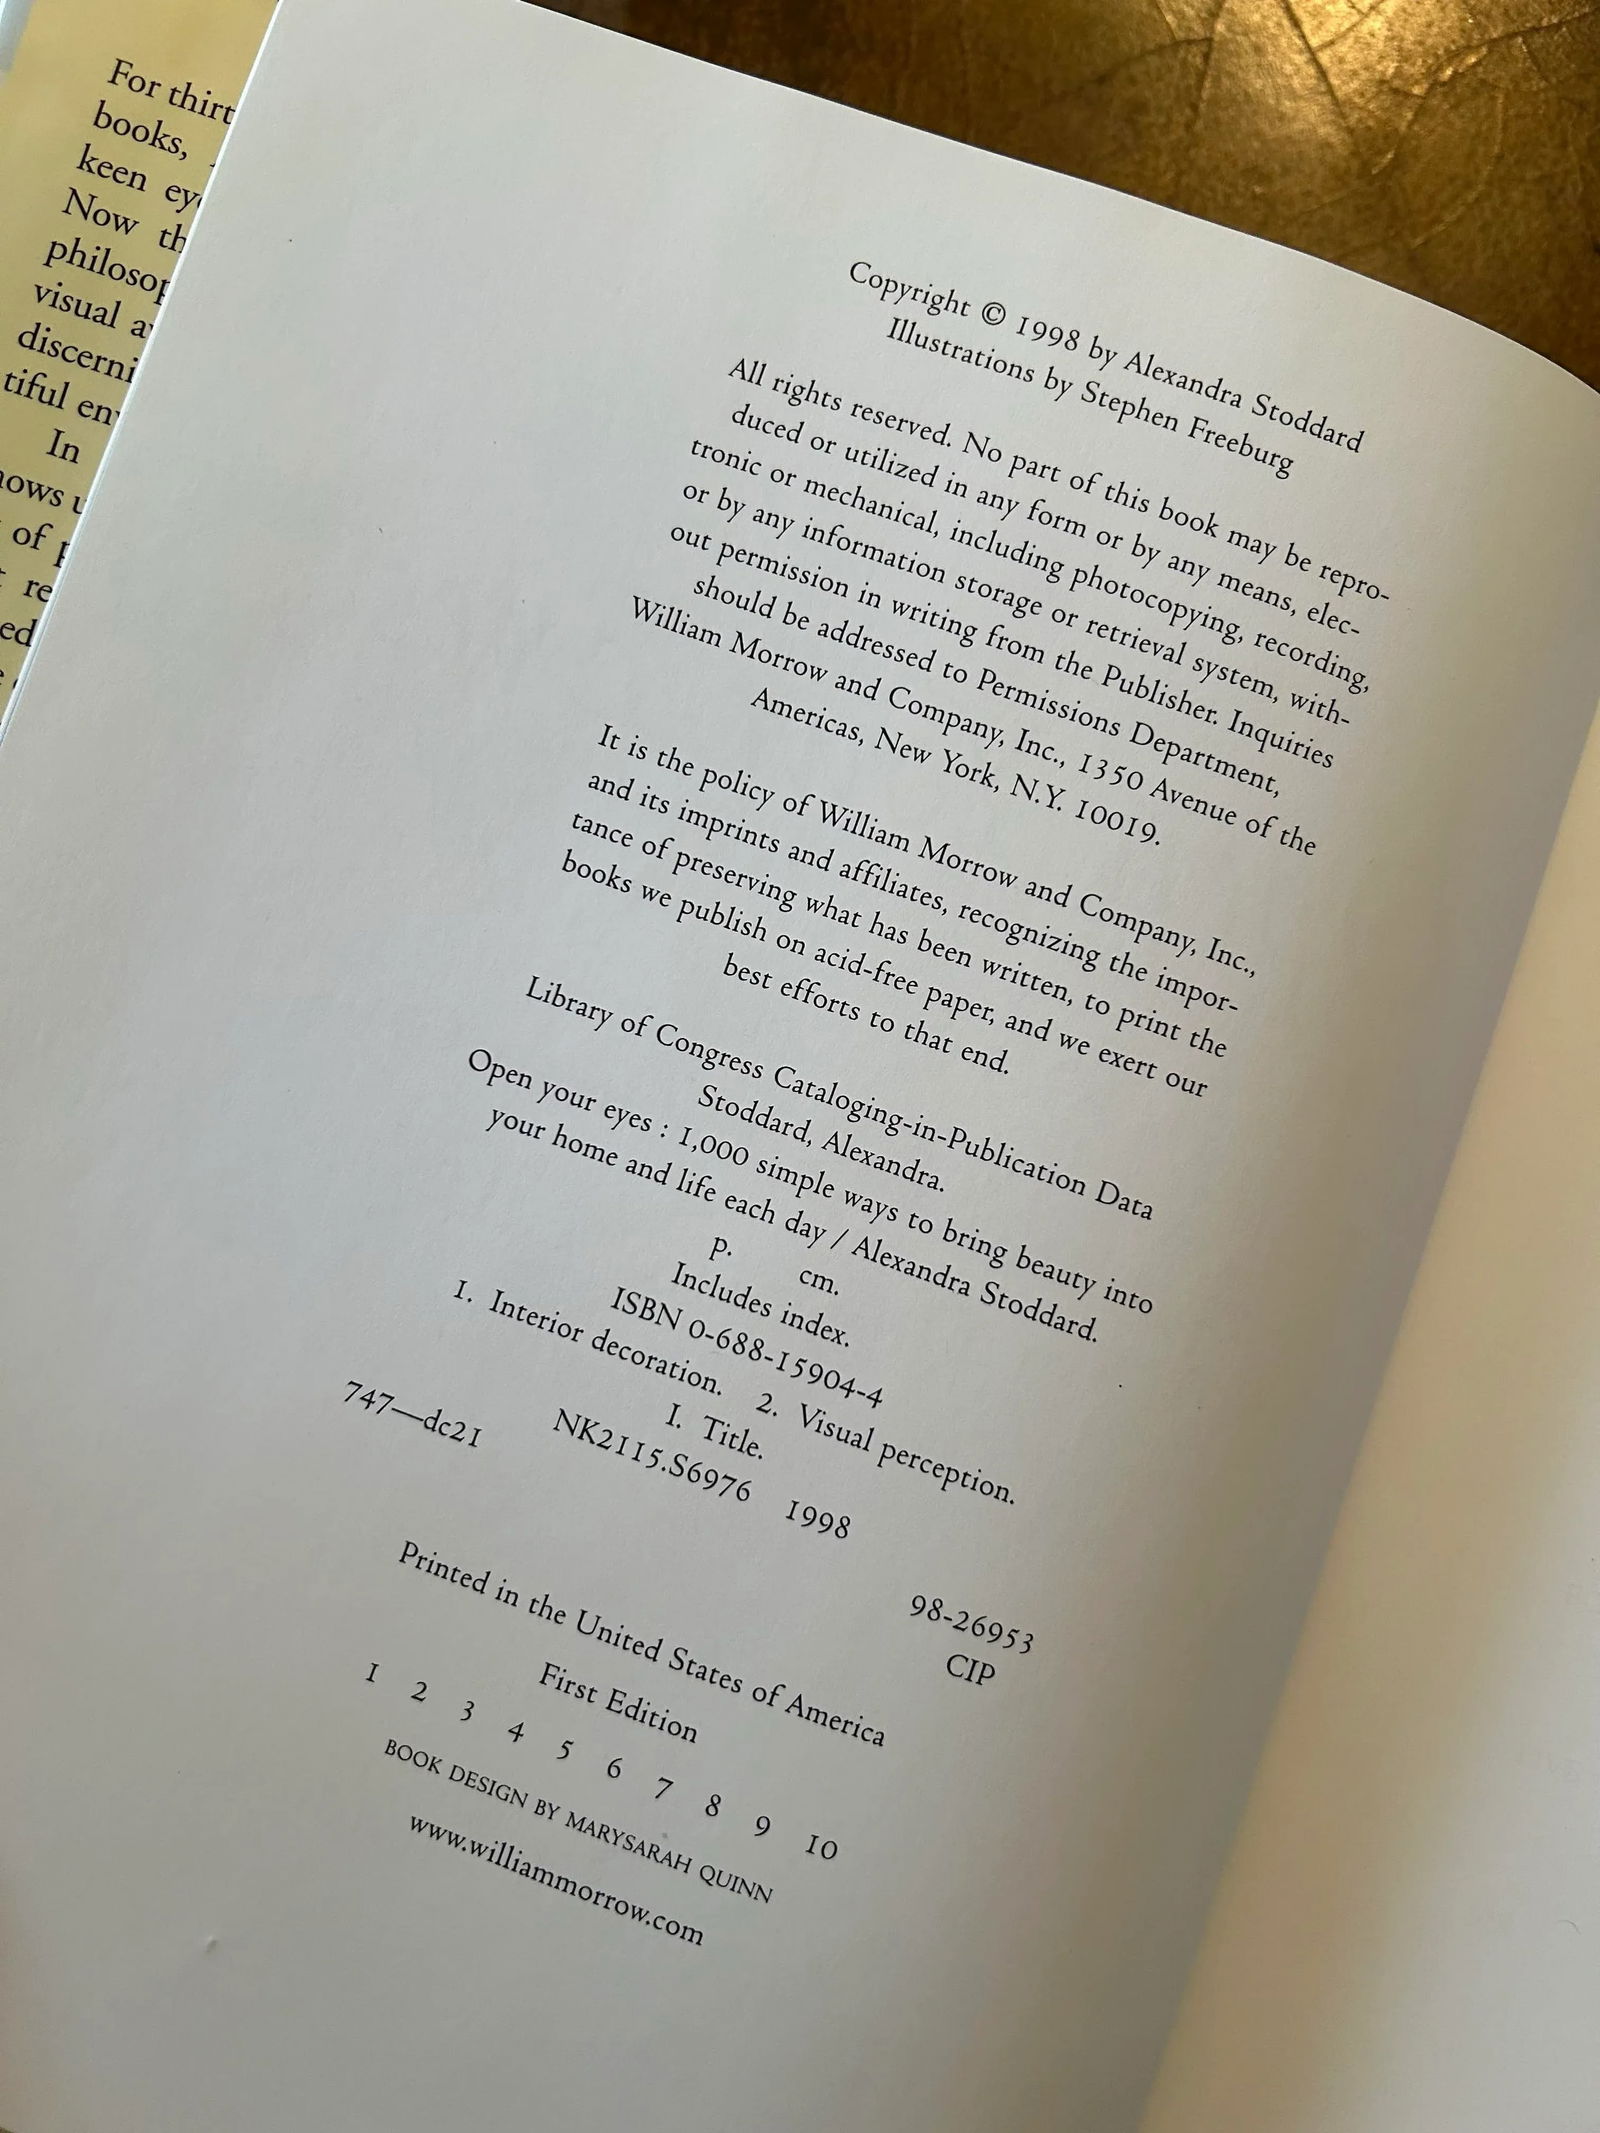 For thirt
books,
keen ey
Now th
philosop
visual a
discerni
tiful en
In
nows u
of p
re
ed
Copyright © 1998 by Alexandra Stoddard
Illustrations by Stephen Freeburg
All rights reserved. No part of this book may be repro-
duced or utilized in any form or by any means, elec-
tronic or mechanical, including photocopying, recording,
or by any information storage or retrieval system, with-
out permission in writing from the Publisher. Inquiries
should be addressed to Permissions Department,
William Morrow and Company, Inc., 1350 Avenue of the
Americas, New York, N.Y. 10019.
It is the policy of William Morrow and Company, Inc.,
and its imprints and affiliates, recognizing the impor-
tance of preserving what has been written, to print the
books we publish on acid-free paper, and we exert our
best efforts to that end.
Library of Congress Cataloging-in-Publication Data
Stoddard, Alexandra.
Open your eyes : 1,000 simple ways to bring beauty into
your home and life each day / Alexandra Stoddard.
p. cm.
Includes index.
ISBN 0-688-15904-4
1. Interior decoration. 2. Visual perception.
I. Title.
NK2115.S6976 1998
747—dc21 98-26953
CIP
Printed in the United States of America
First Edition
1 2 3 4 5 6 7 8 9 10
BOOK DESIGN BY MARYSARAH QUINN
www.williammorrow.com